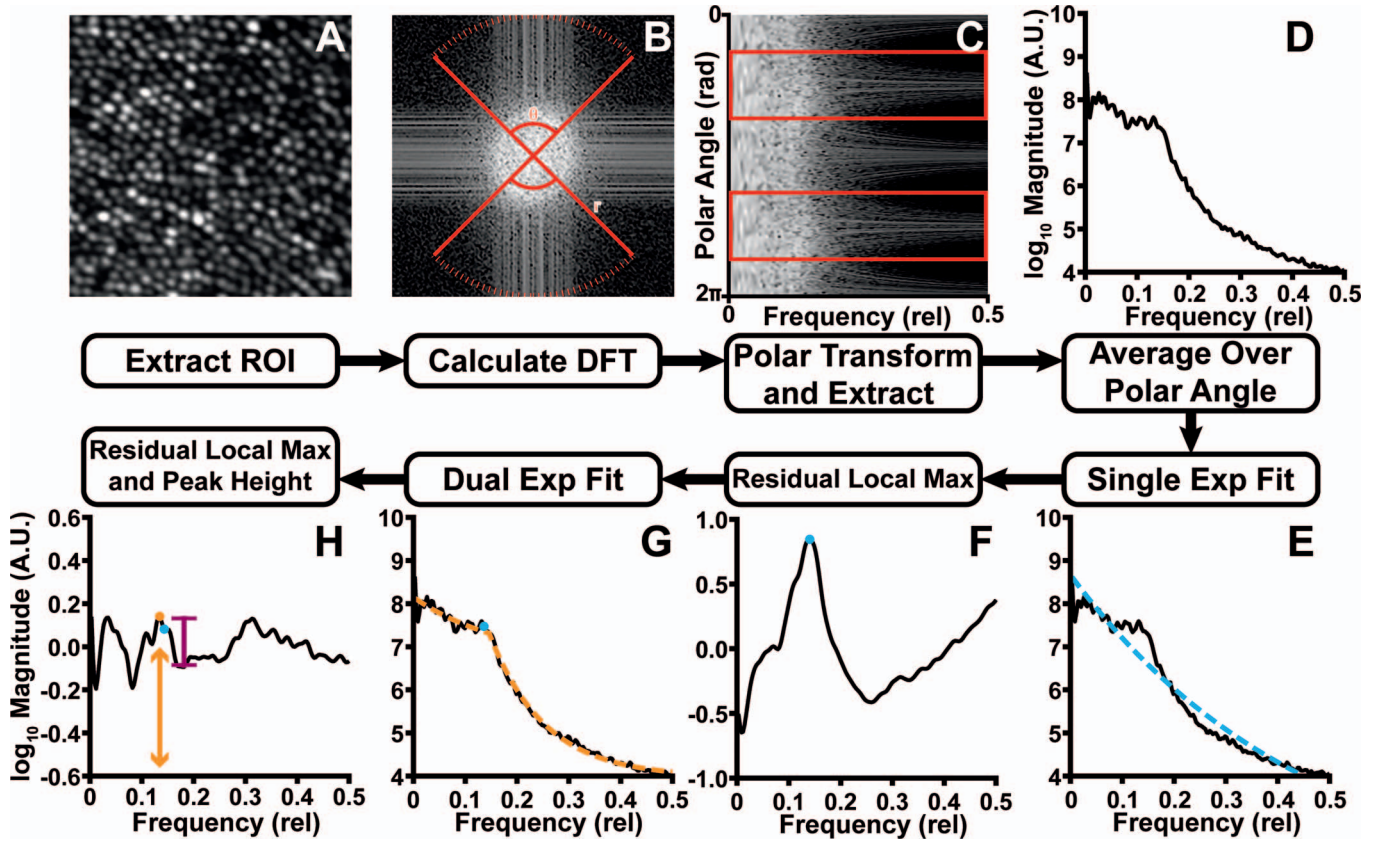 A
B
θ
r
C
0
Polar Angle (rad)
2π
0
Frequency (rel)
0.5
D
log10 Magnitude (A.U.)
10
9
8
7
6
5
4
0 0.1 0.2 0.3 0.4 0.5
Frequency (rel)
Extract ROI
Calculate DFT
Polar Transform
and Extract
Average Over
Polar Angle
Residual Local Max
and Peak Height
Dual Exp Fit
Residual Local Max
Single Exp Fit
H
log10 Magnitude (A.U.)
0.6
0.4
0.2
0.0
-0.2
-0.4
-0.6
0 0.1 0.2 0.3 0.4 0.5
Frequency (rel)
G
10
9
8
7
6
5
4
0 0.1 0.2 0.3 0.4 0.5
Frequency (rel)
F
1.0
0.5
0.0
-0.5
-1.0
0 0.1 0.2 0.3 0.4 0.5
Frequency (rel)
E
10
9
8
7
6
5
4
0 0.1 0.2 0.3 0.4 0.5
Frequency (rel)